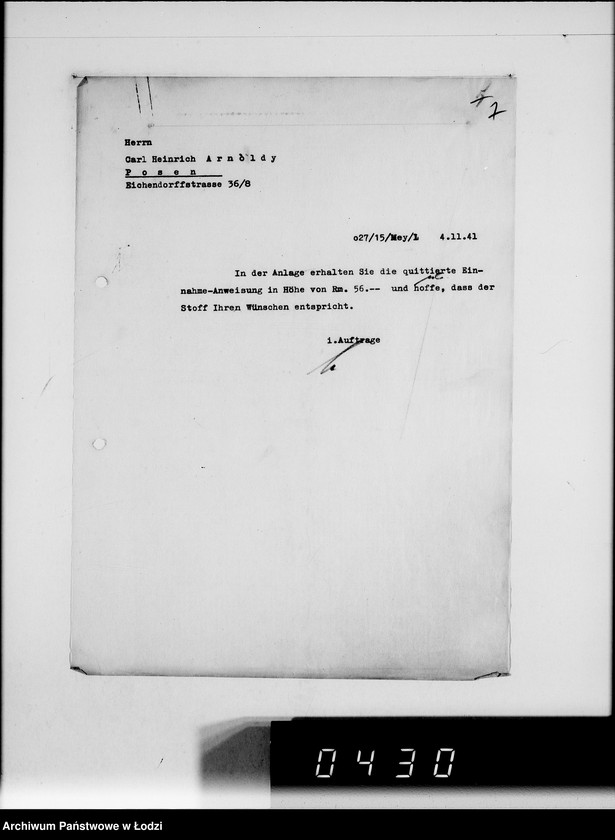 7
Herrn
Carl Heinrich A r n o l d y
P o s e n
Eichendorffstrasse 36/8
o27/15/Mey/L 4.11.41
In der Anlage erhalten Sie die quittierte Ein-
nahme-Anweisung in Höhe von Rm. 56.-- und hoffe, dass der
Stoff Ihren Wünschen entspricht.
i.Auftrage
0430
Archiwum Państwowe w Łodzi